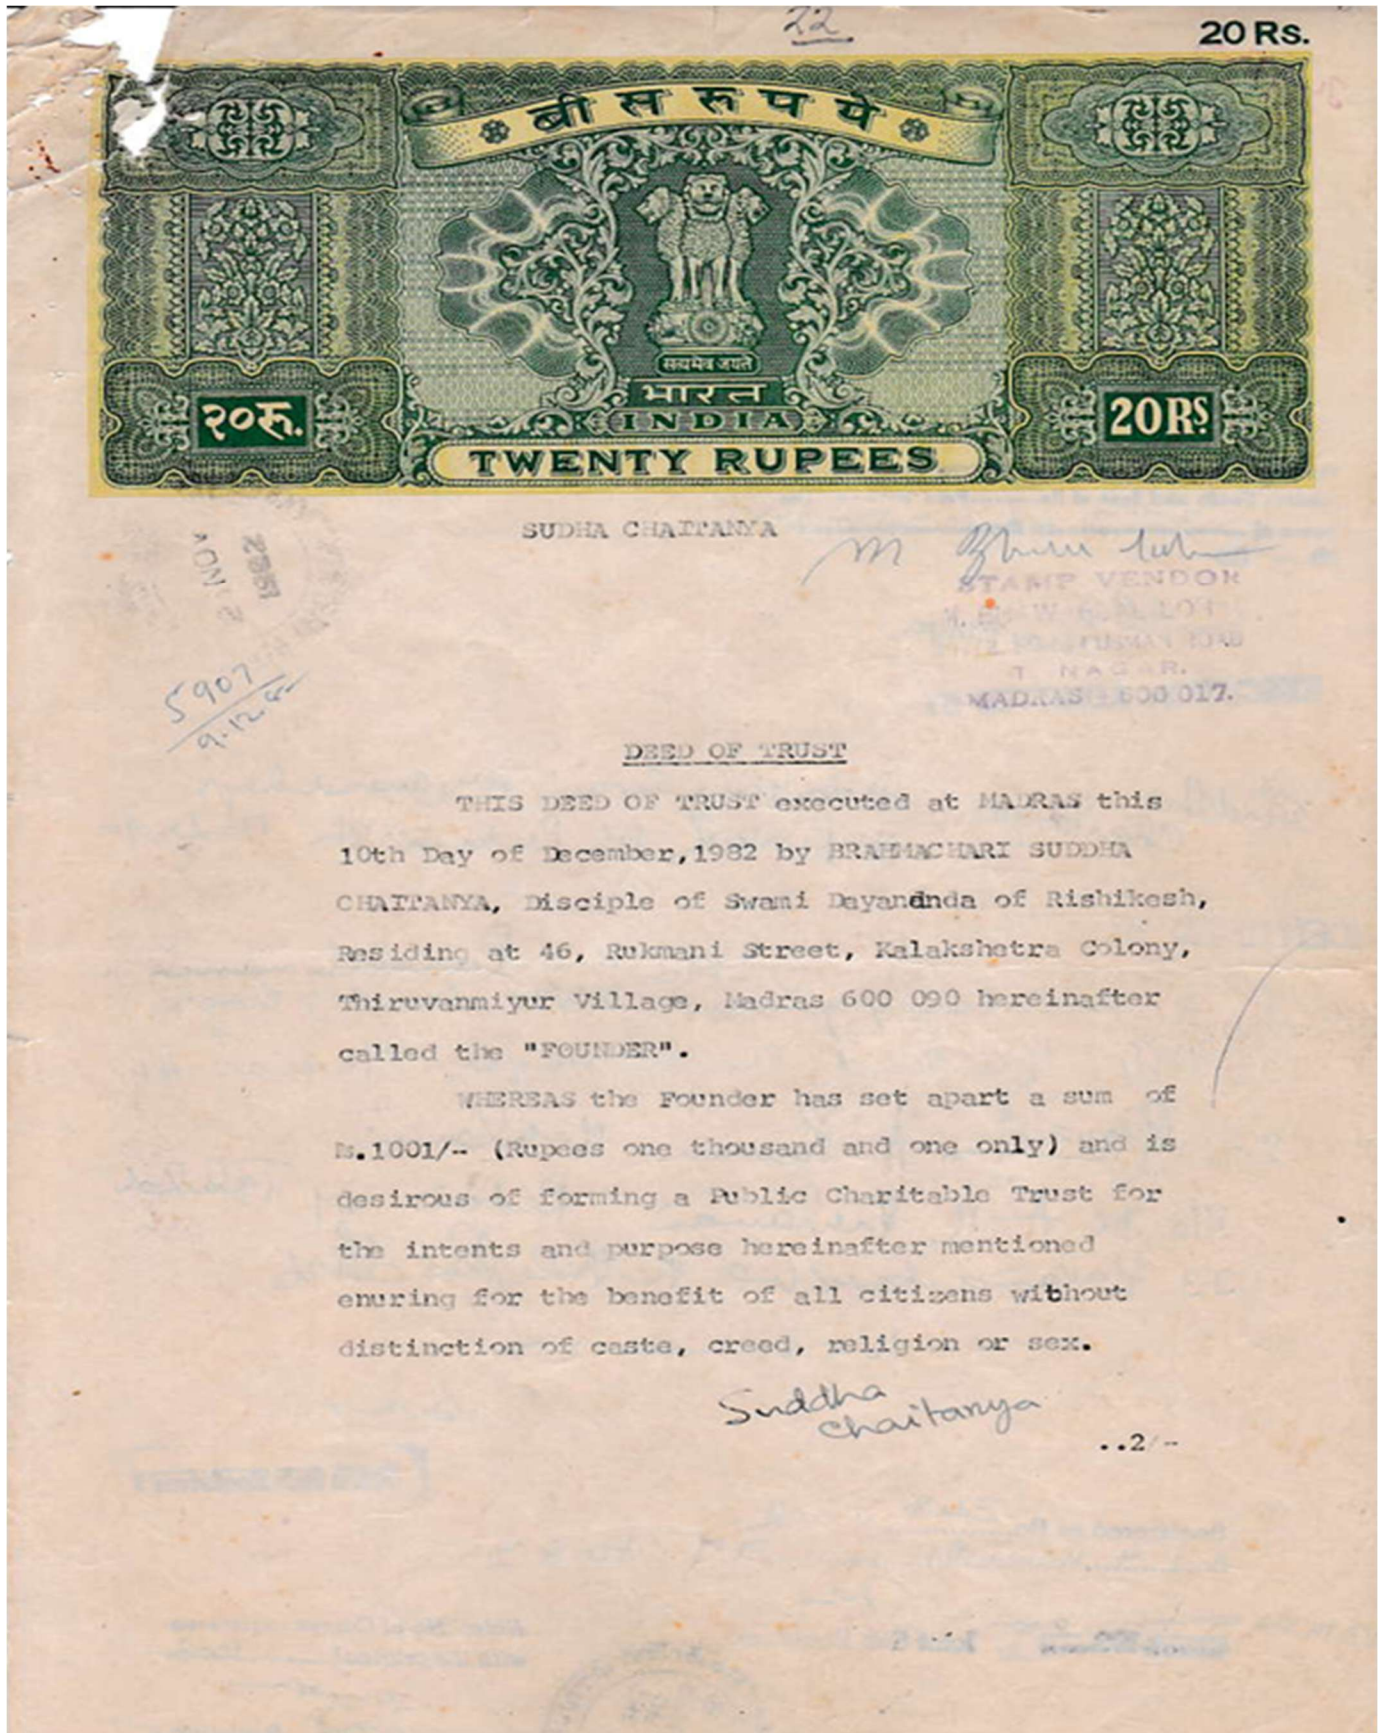 22
20 Rs.
बीस रुपये
सत्यमेव जयते
भारत
INDIA
२०रु.
20RS
TWENTY RUPEES
SUDHA CHAITANYA
M
STAMP VENDOR
ROAD
T. NAGAR.
MADRAS - 600 017.
1982
NOV
5907
9.12.
DEED OF TRUST
THIS DEED OF TRUST executed at MADRAS this
10th Day of December,1982 by BRAHMACHARI SUDDHA
CHAITANYA, Disciple of Swami Dayandnda of Rishikesh,
Residing at 46, Rukmani Street, Kalakshetra Colony,
Thiruvanmiyur Village, Madras 600 090 hereinafter
called the "FOUNDER".
WHEREAS the Founder has set apart a sum of
Rs.1001/-- (Rupees one thousand and one only) and is
desirous of forming a Public Charitable Trust for
the intents and purpose hereinafter mentioned
enuring for the benefit of all citizens without
distinction of caste, creed, religion or sex.
Suddha
Chaitanya
..2/--